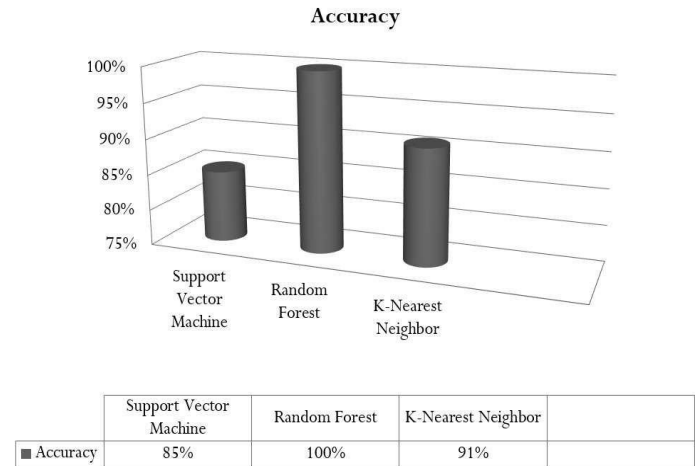 Accuracy
100%
95%
90%
85%
80%
75%
Support
Vector
Machine
Random
Forest
K-Nearest
Neighbor
Support Vector
Machine
Random Forest
K-Nearest Neighbor
Accuracy
85%
100%
91%